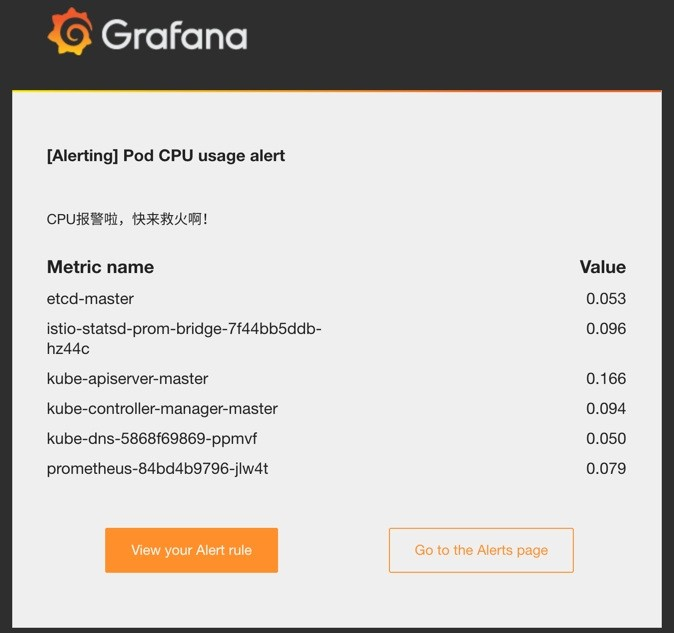 Grafana
[Alerting] Pod CPU usage alert
CPU报警啦，快来救火啊！
Metric name Value
etcd-master 0.053
istio-statsd-prom-bridge-7f44bb5ddb- 0.096
hz44c
kube-apiserver-master 0.166
kube-controller-manager-master 0.094
kube-dns-5868f69869-ppmvf 0.050
prometheus-84bd4b9796-jlw4t 0.079
View your Alert rule Go to the Alerts page